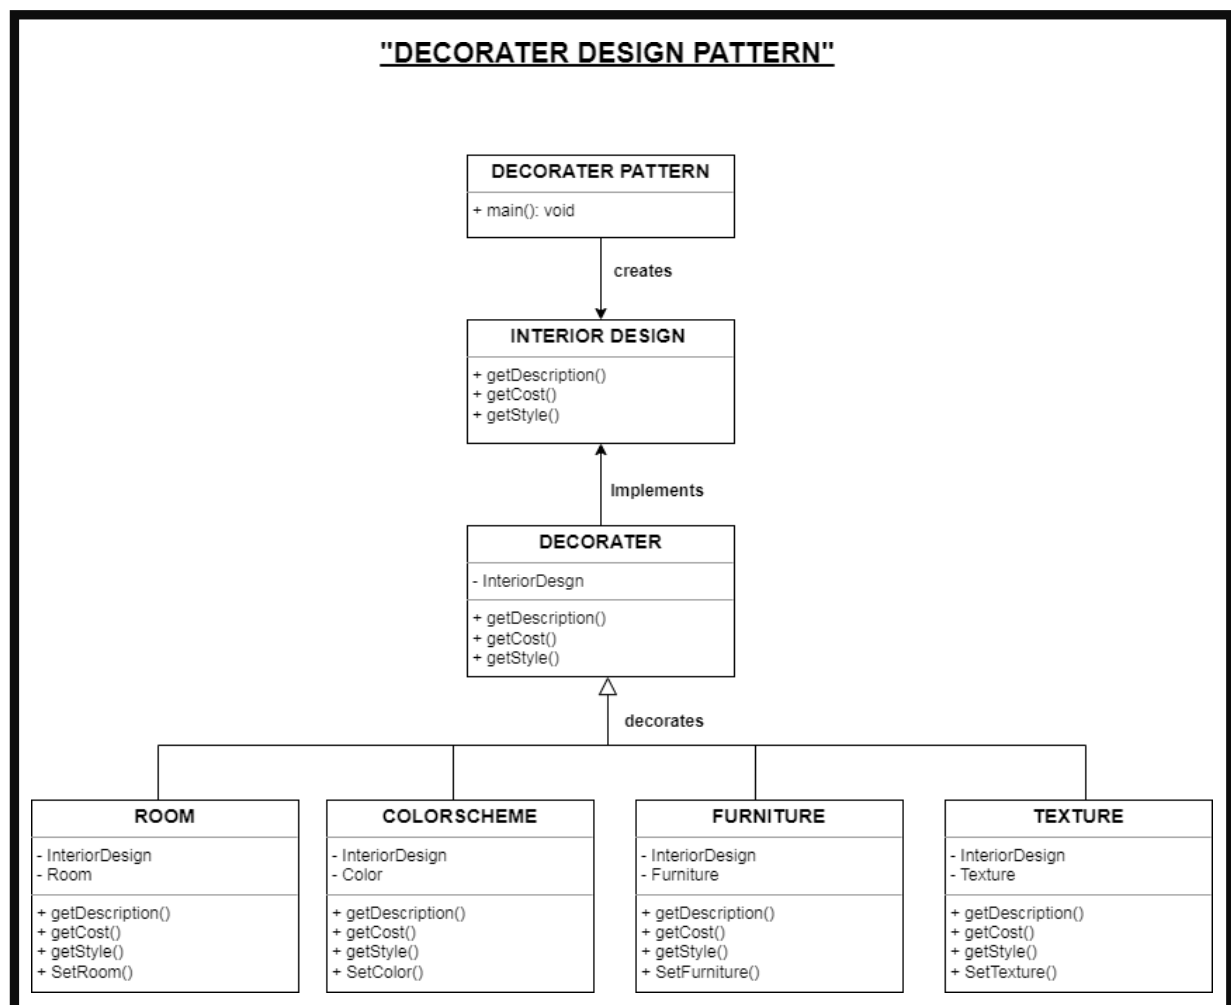 "DECORATER DESIGN PATTERN"
DECORATER PATTERN
+ main(): void
creates
INTERIOR DESIGN
+ getDescription()
+ getCost()
+ getStyle()
Implements
DECORATER
- InteriorDesgn
+ getDescription()
+ getCost()
+ getStyle()
decorates
ROOM
- InteriorDesign
- Room
+ getDescription()
+ getCost()
+ getStyle()
+ SetRoom()
COLORSCHEME
- InteriorDesign
- Color
+ getDescription()
+ getCost()
+ getStyle()
+ SetColor()
FURNITURE
- InteriorDesign
- Furniture
+ getDescription()
+ getCost()
+ getStyle()
+ SetFurniture()
TEXTURE
- InteriorDesign
- Texture
+ getDescription()
+ getCost()
+ getStyle()
+ SetTexture()